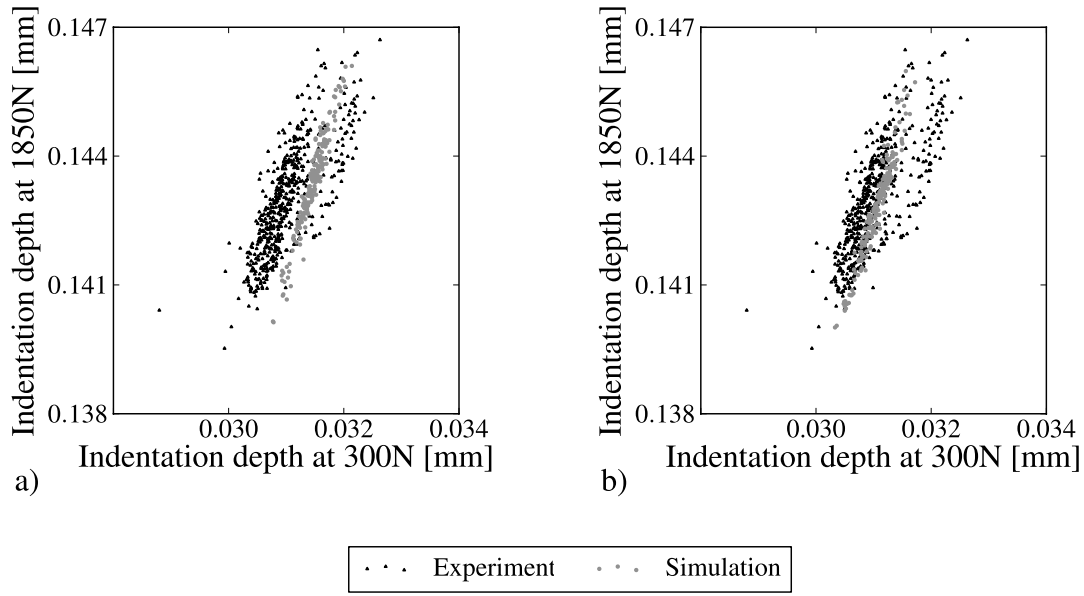 0.147
0.144
0.141
0.138
Indentation depth at 1850N [mm]
0.030 0.032 0.034
Indentation depth at 300N [mm]
a)
0.147
0.144
0.141
0.138
Indentation depth at 1850N [mm]
0.030 0.032 0.034
Indentation depth at 300N [mm]
b)
Experiment Simulation